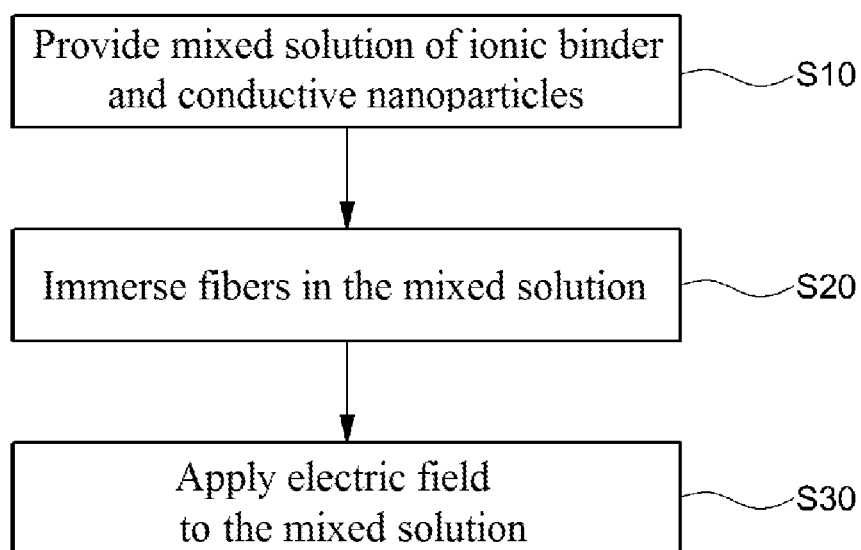 Provide mixed solution of ionic binder
and conductive nanoparticles
S10
Immerse fibers in the mixed solution
S20
Apply electric field
to the mixed solution
S30